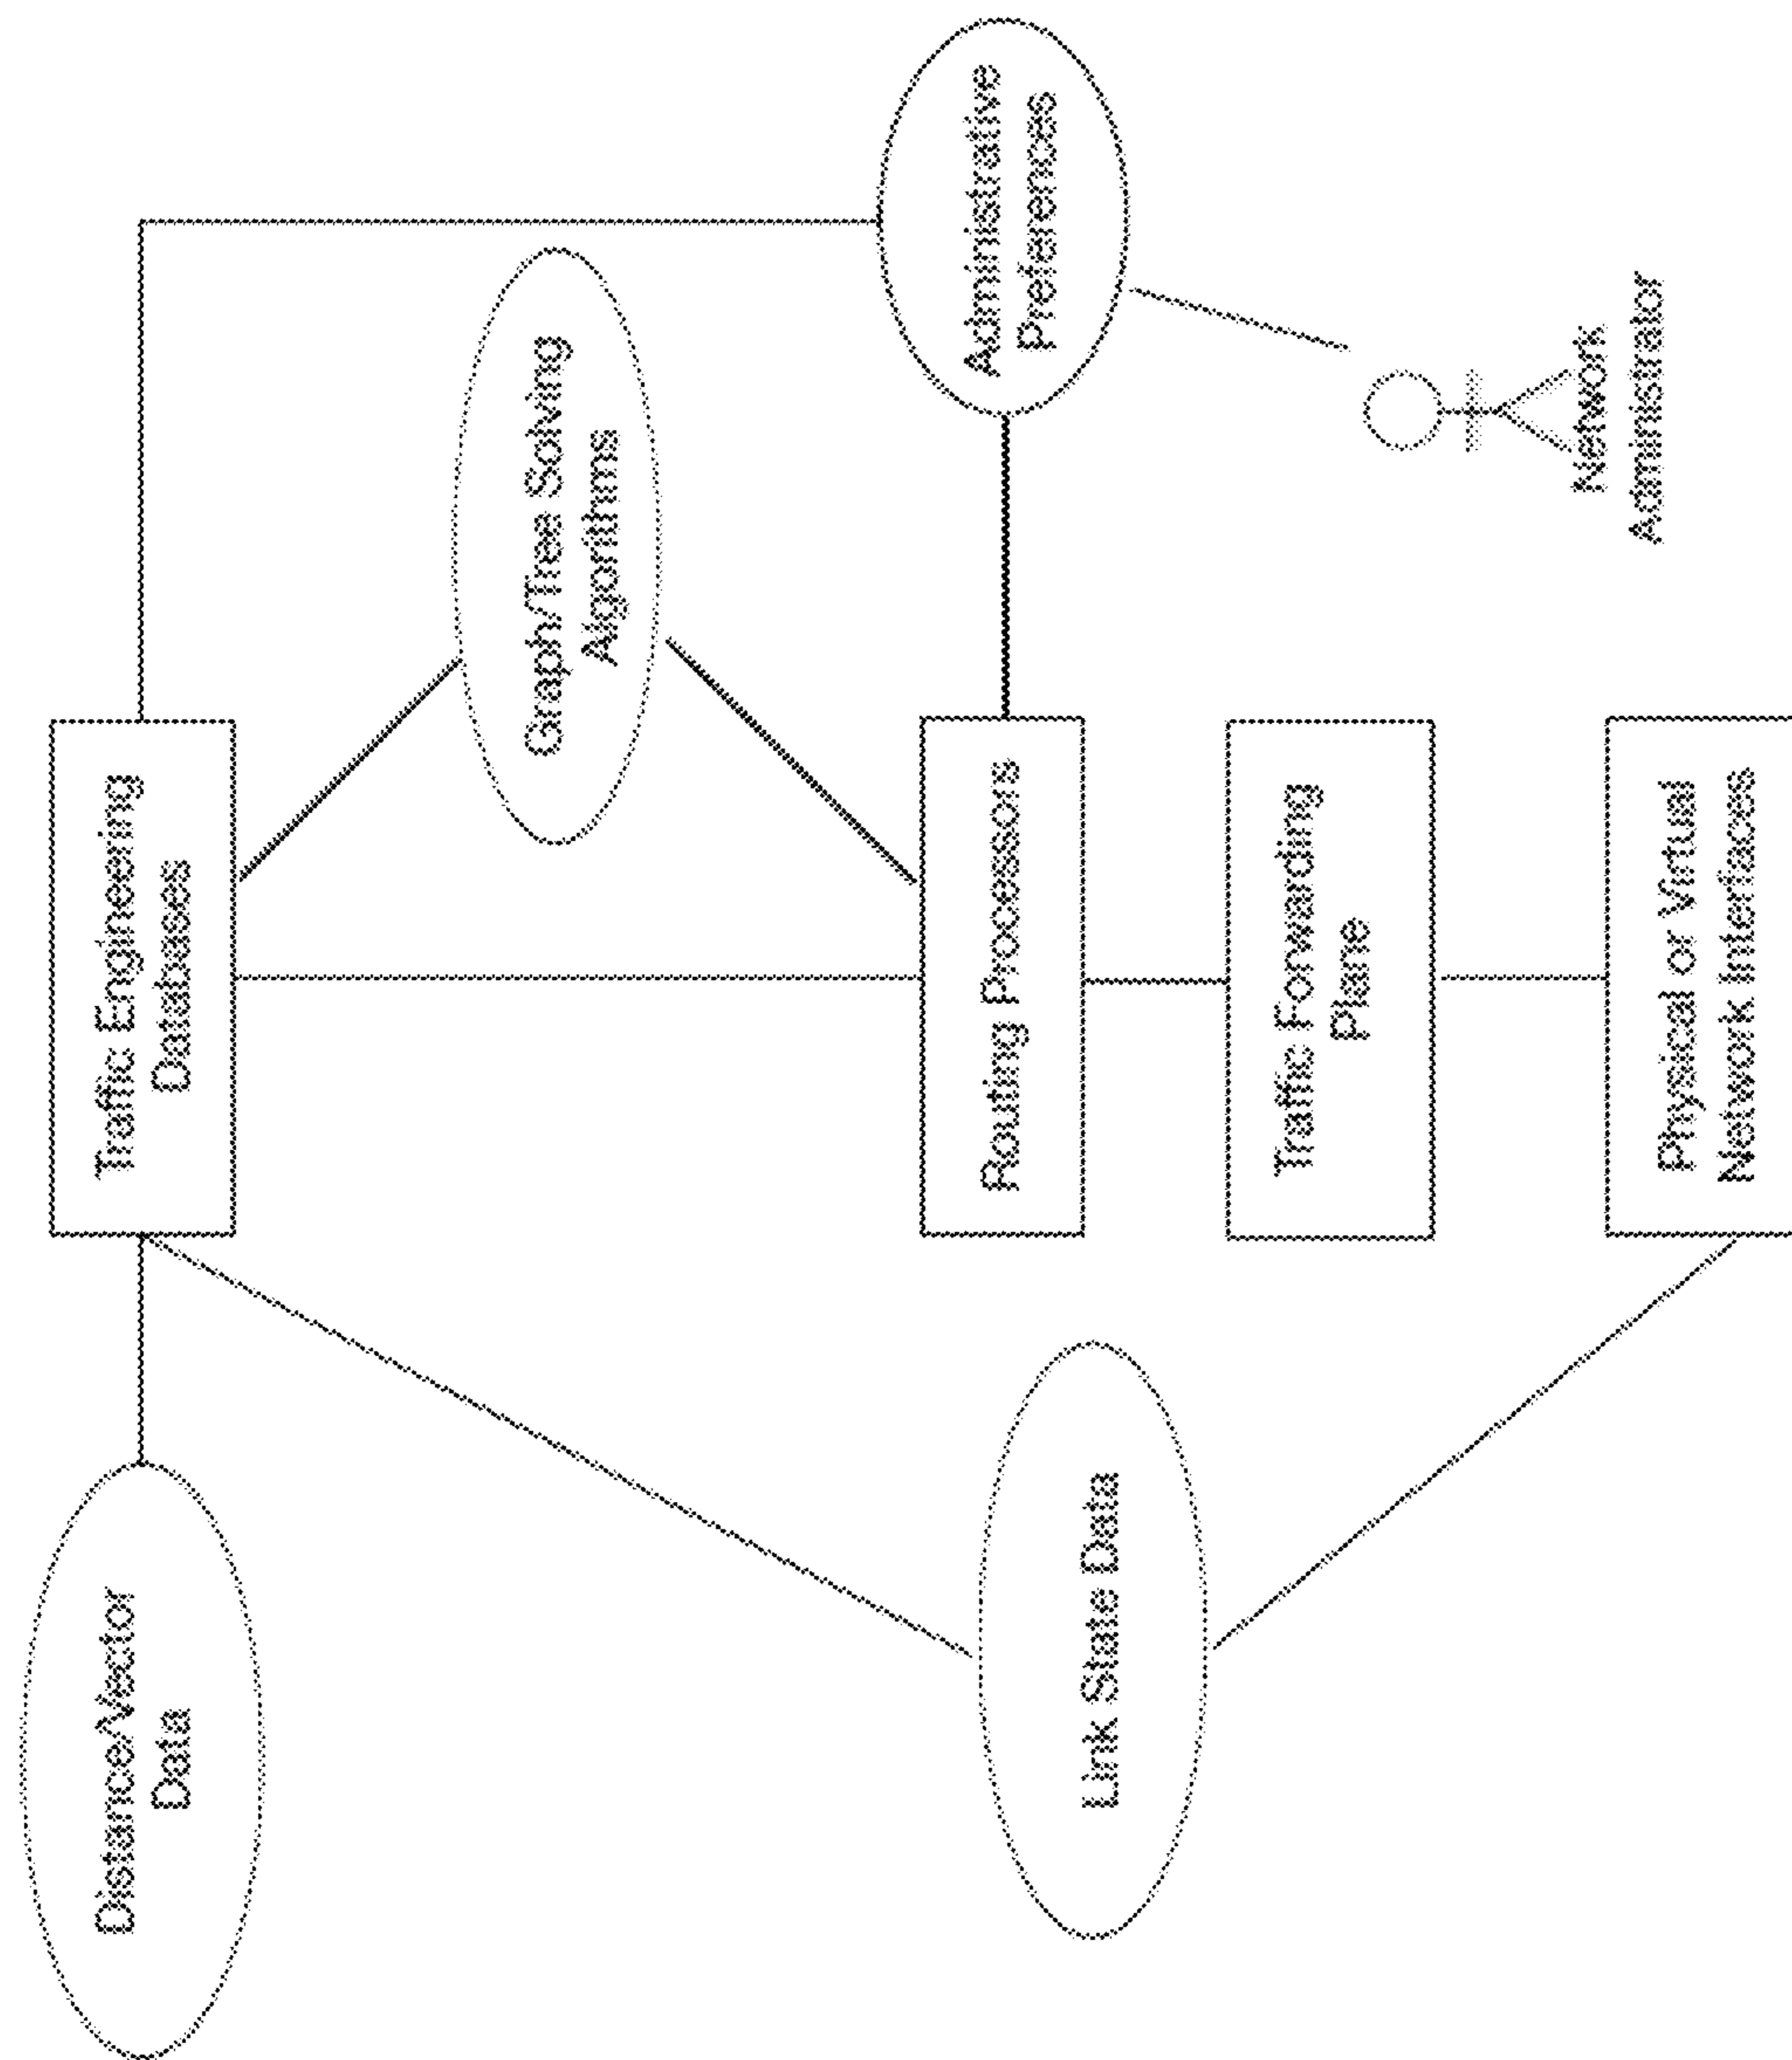 Traffic Engineering
Databases
Distance/Vector
Data
Graph/Tree Solving
Algorithms
Administrative
Preferences
Routing Processors
Link State Data
Traffic Forwarding
Plane
Network
Administrator
Physical or Virtual
Network Interfaces